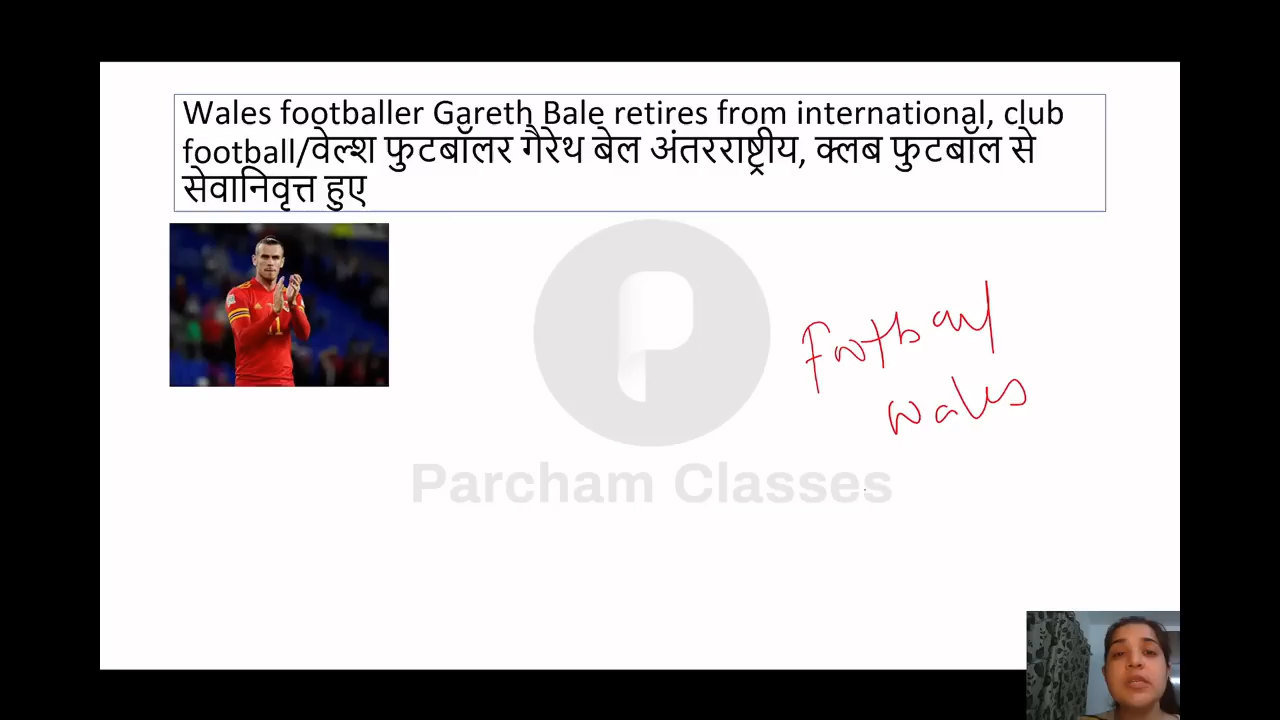 Wales footballer Gareth Bale retires from international, club
football/वेल्श फुटबॉलर गैरेथ बेल अंतरराष्ट्रीय, क्लब फुटबॉल से
सेवानिवृत्त हुए
Football
Wales
Parcham Classes